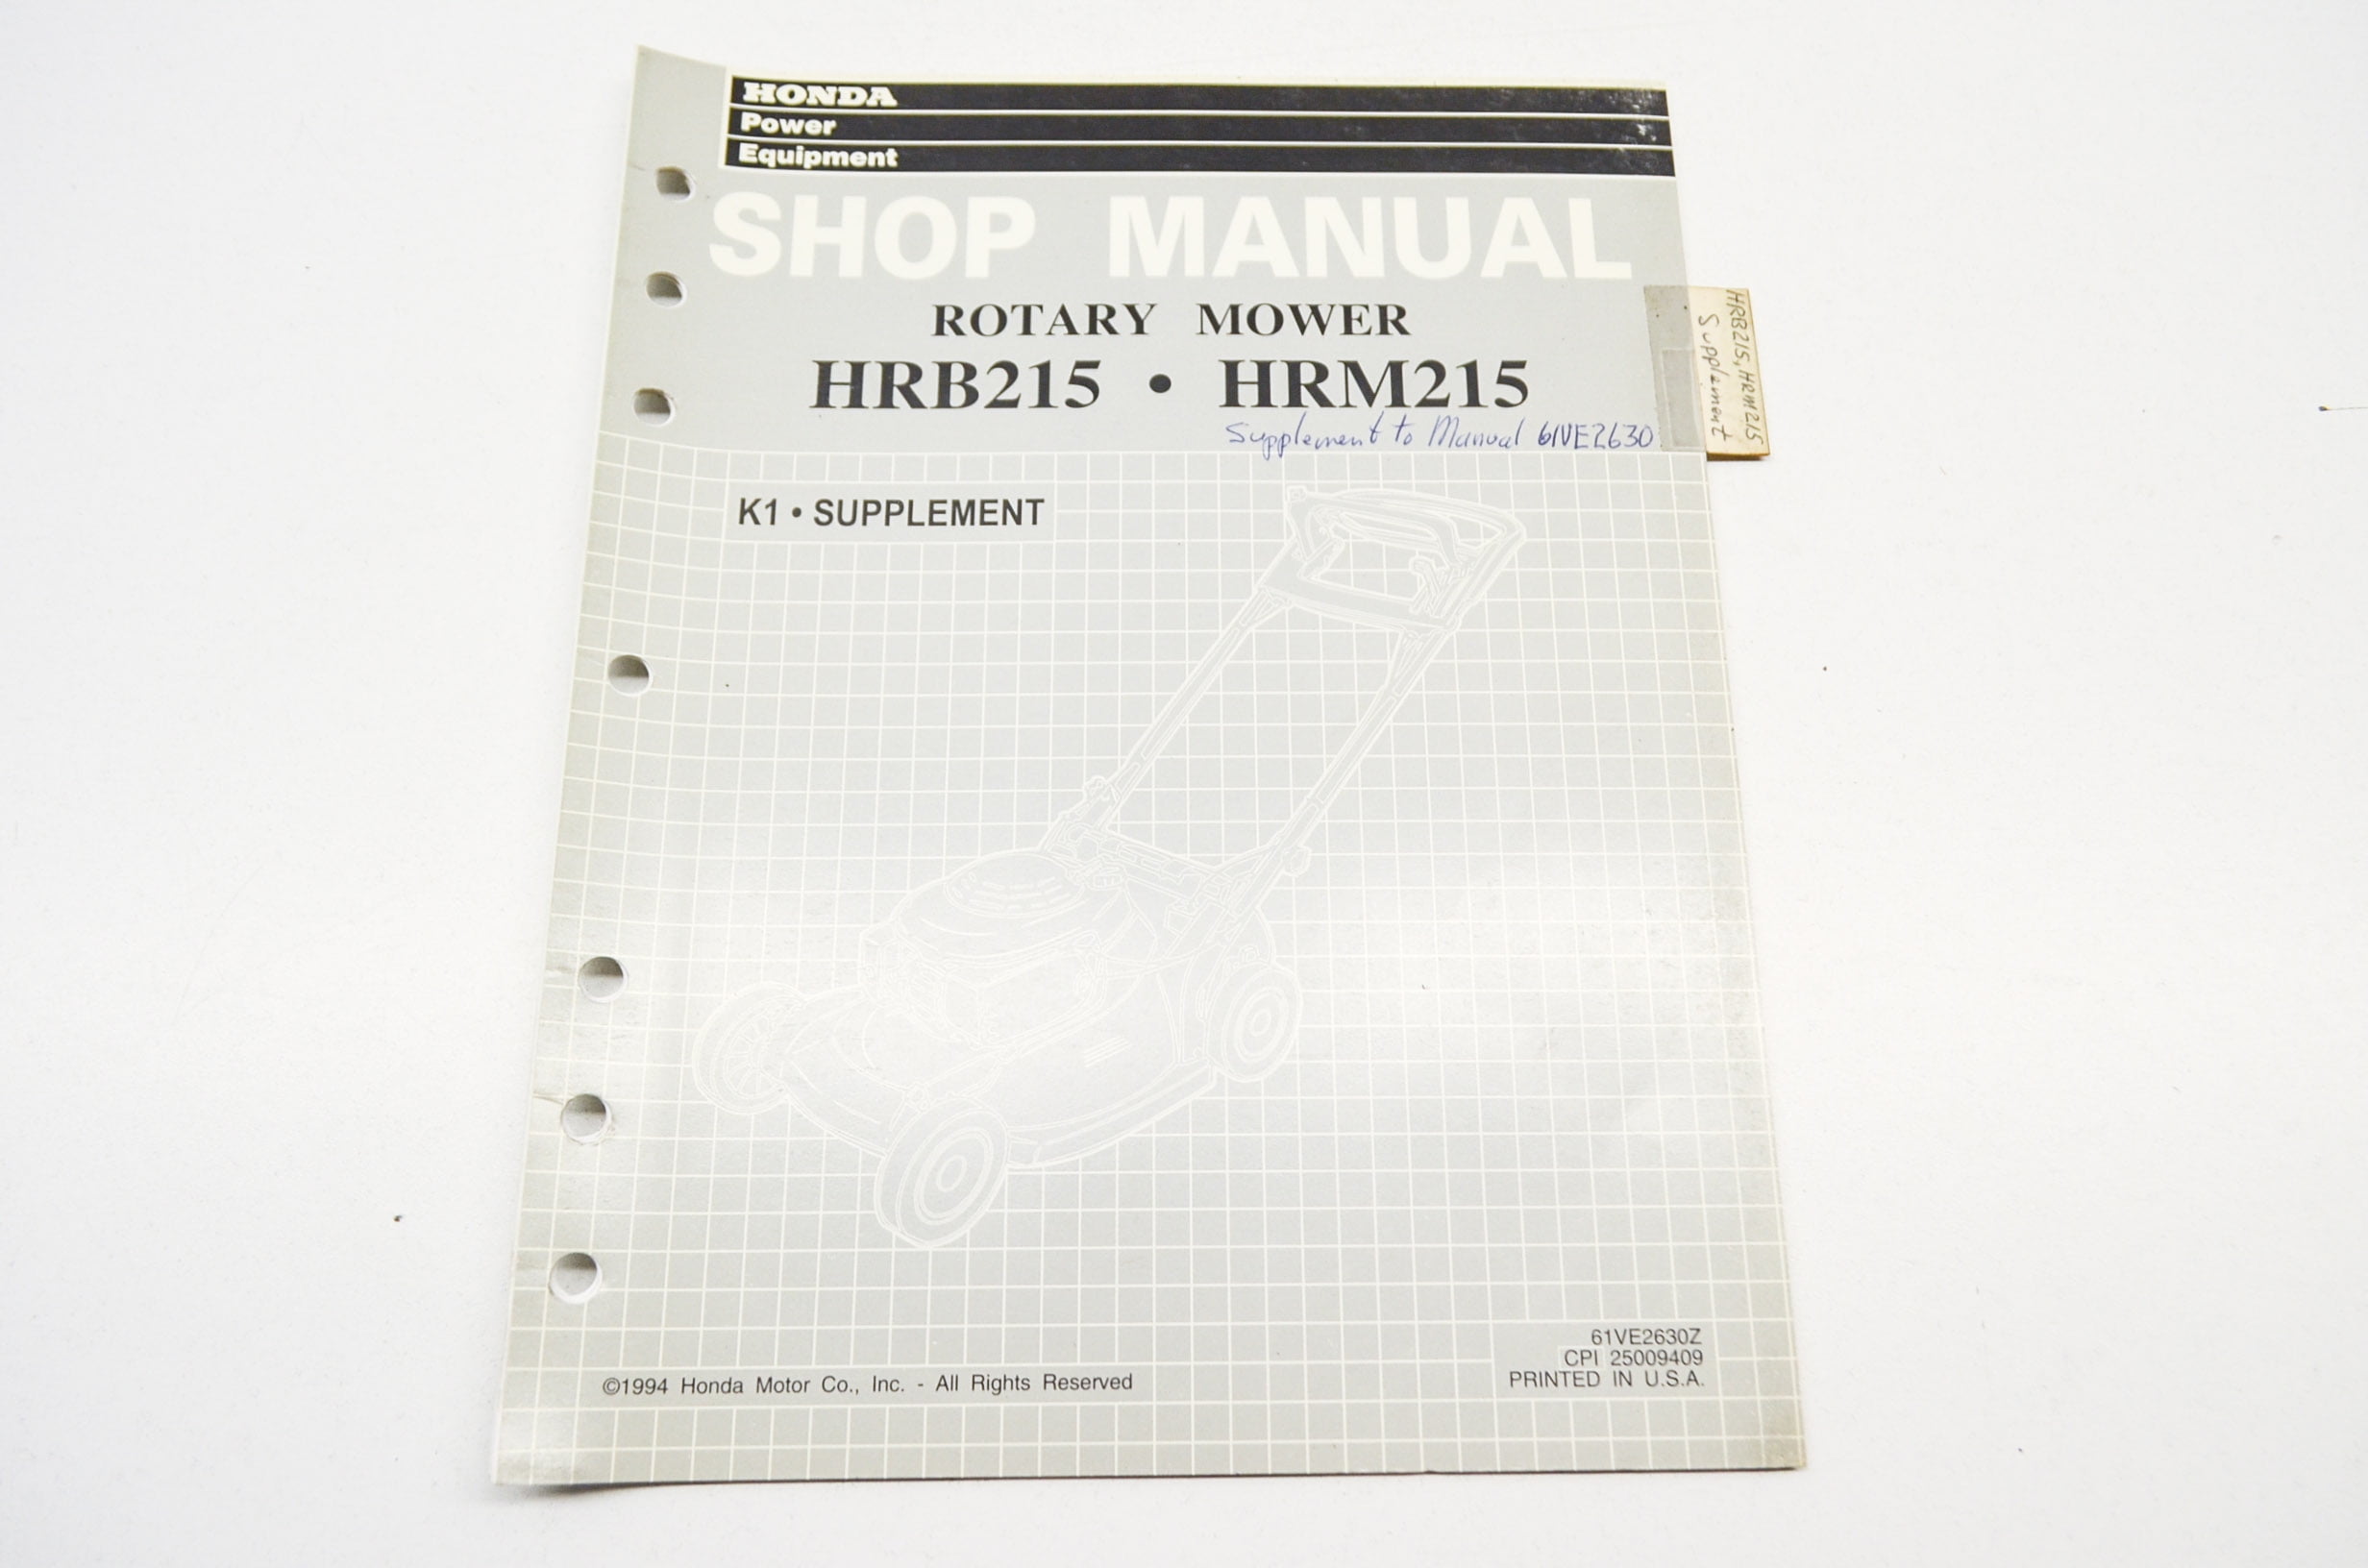 HONDA
Power
Equipment
SHOP MANUAL
ROTARY MOWER
HRB215 • HRM215
Supplement to Manual 61VE2630
HRB215, HRM215
Supplement
K1 • SUPPLEMENT
61VE2630Z
CPI 25009409
PRINTED IN U.S.A.
©1994 Honda Motor Co., Inc. - All Rights Reserved